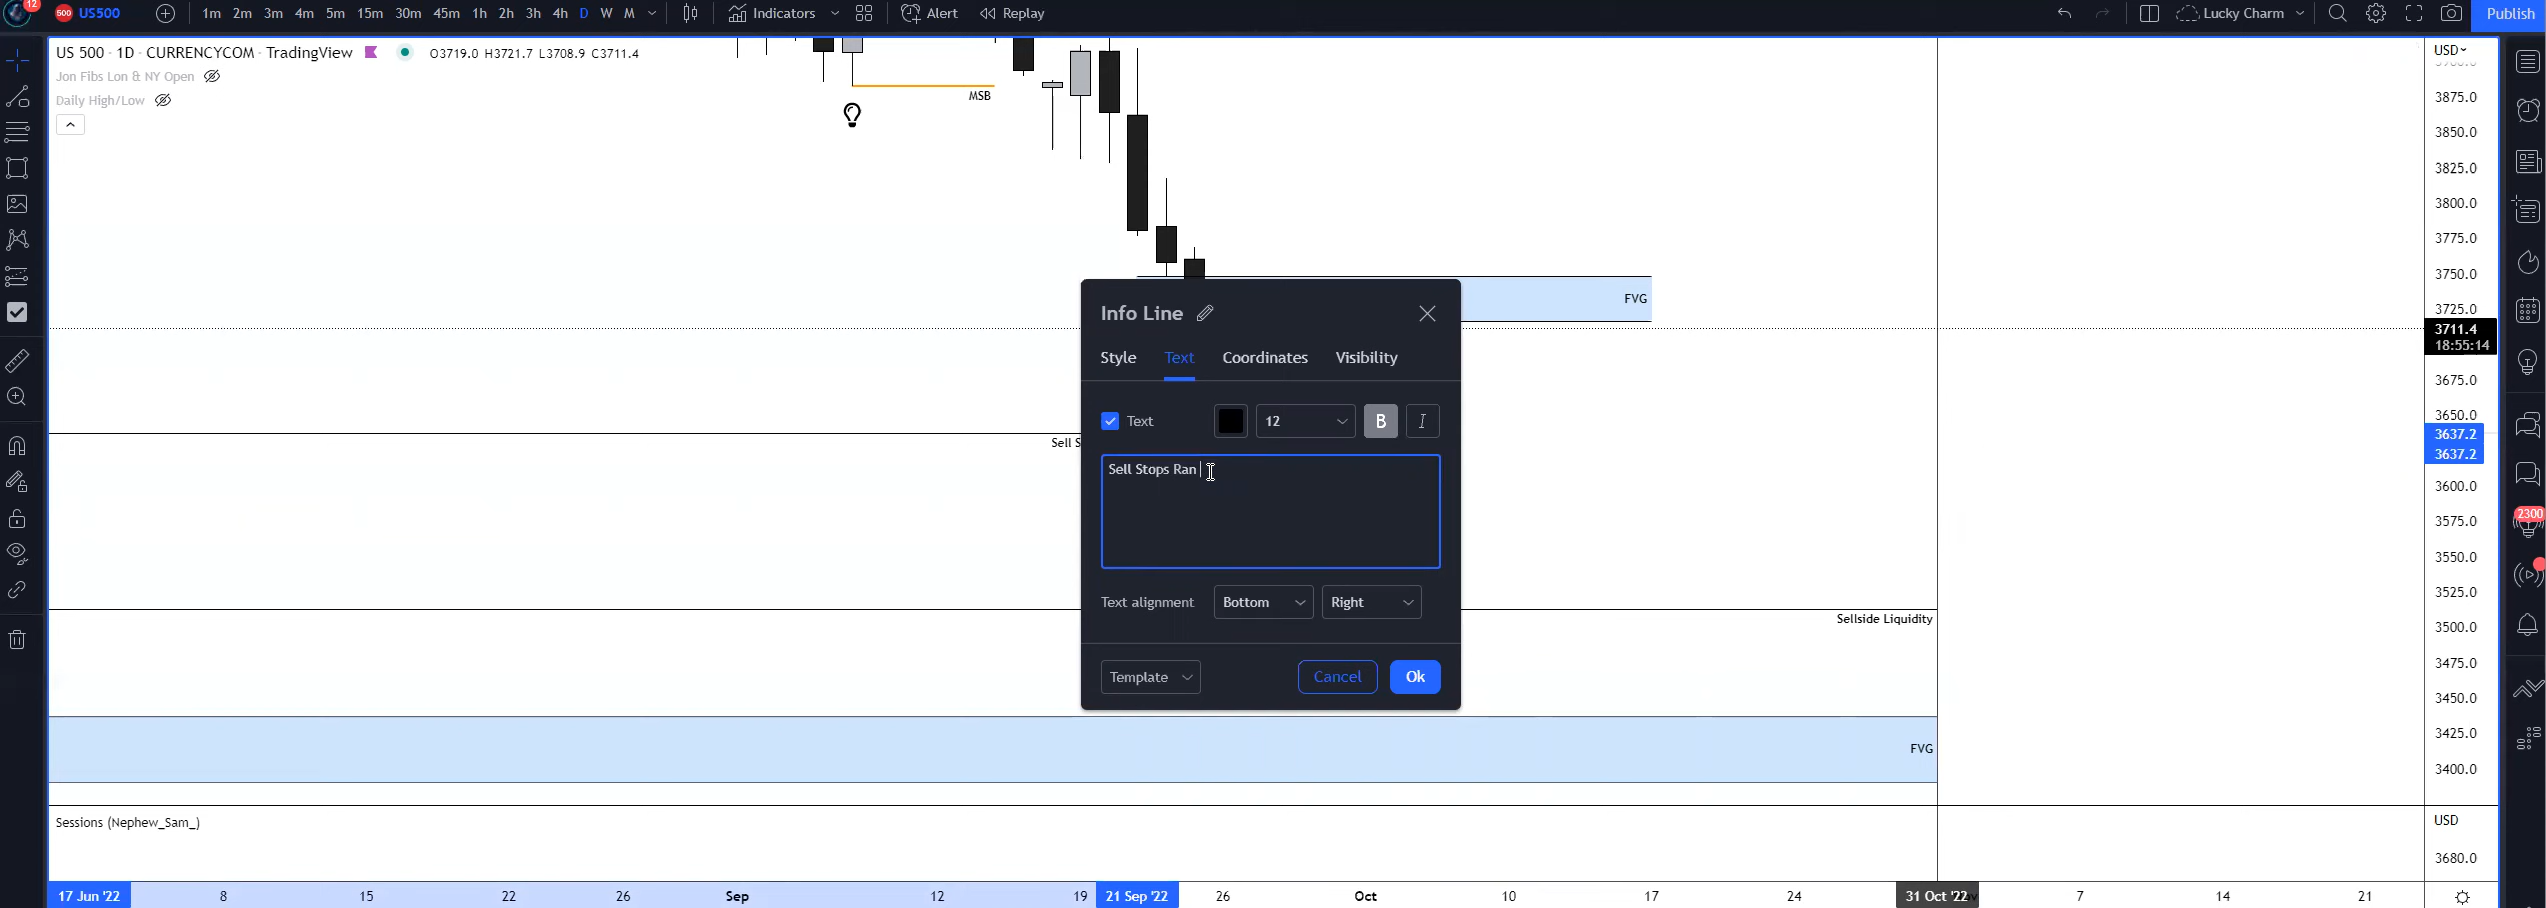 12
500 US500 1m 2m 3m 4m 5m 15m 30m 45m 1h 2h 3h 4h D W M Indicators Alert Replay Lucky Charm Publish
US 500 · 1D · CURRENCYCOM · TradingView O3719.0 H3721.7 L3708.9 C3711.4
Jon Fibs Lon & NY Open
Daily High/Low
MSB
USD
3875.0
3850.0
3825.0
3800.0
3775.0
3750.0
3725.0
3711.4
18:55:14
3675.0
3650.0
3637.2
3637.2
3600.0
3575.0
3550.0
3525.0
3500.0
3475.0
3450.0
3425.0
3400.0
USD
3680.0
2300
FVG
Info Line
Style Text Coordinates Visibility
Text 12 B I
Sell Stops Ran
Text alignment Bottom Right
Template Cancel Ok
Sell S
Sellside Liquidity
FVG
Sessions (Nephew_Sam_)
17 Jun '22 8 15 22 26 Sep 12 19 21 Sep '22 26 Oct 10 17 24 31 Oct '22 7 14 21